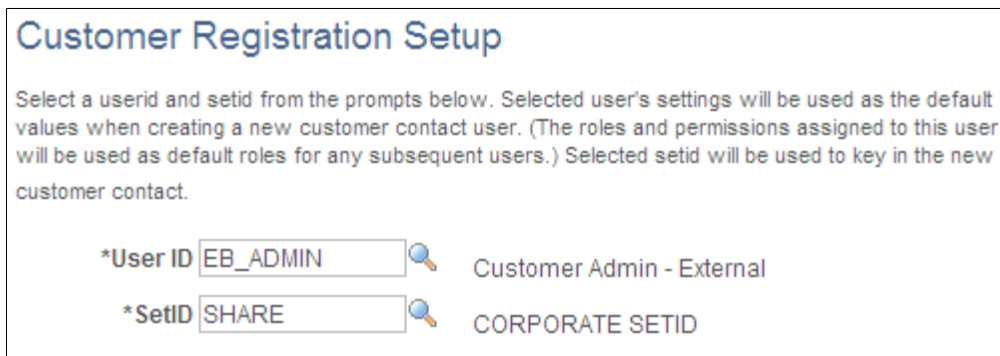 Customer Registration Setup
Select a userid and setid from the prompts below. Selected user's settings will be used as the default
values when creating a new customer contact user. (The roles and permissions assigned to this user
will be used as default roles for any subsequent users.) Selected setid will be used to key in the new
customer contact.
*User ID EB_ADMIN Customer Admin - External
*SetID SHARE CORPORATE SETID